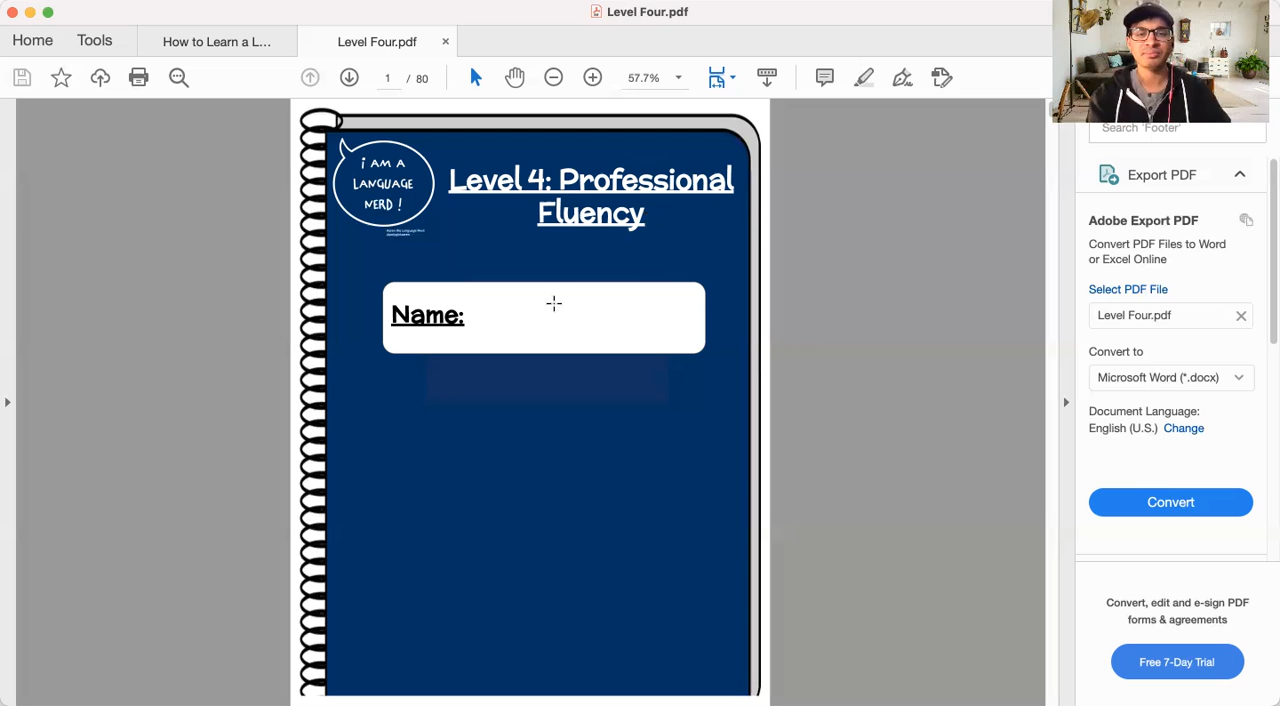 Level Four.pdf
Home
Tools
How to Learn a L...
Level Four.pdf
1 / 80
57.7%
i AM A
LANGUAGE
NERD !
Level 4: Professional
Fluency
Name:
Search 'Footer'
Export PDF
Adobe Export PDF
Convert PDF Files to Word
or Excel Online
Select PDF File
Level Four.pdf
Convert to
Microsoft Word (*.docx)
Document Language:
English (U.S.) Change
Convert
Convert, edit and e-sign PDF
forms & agreements
Free 7-Day Trial